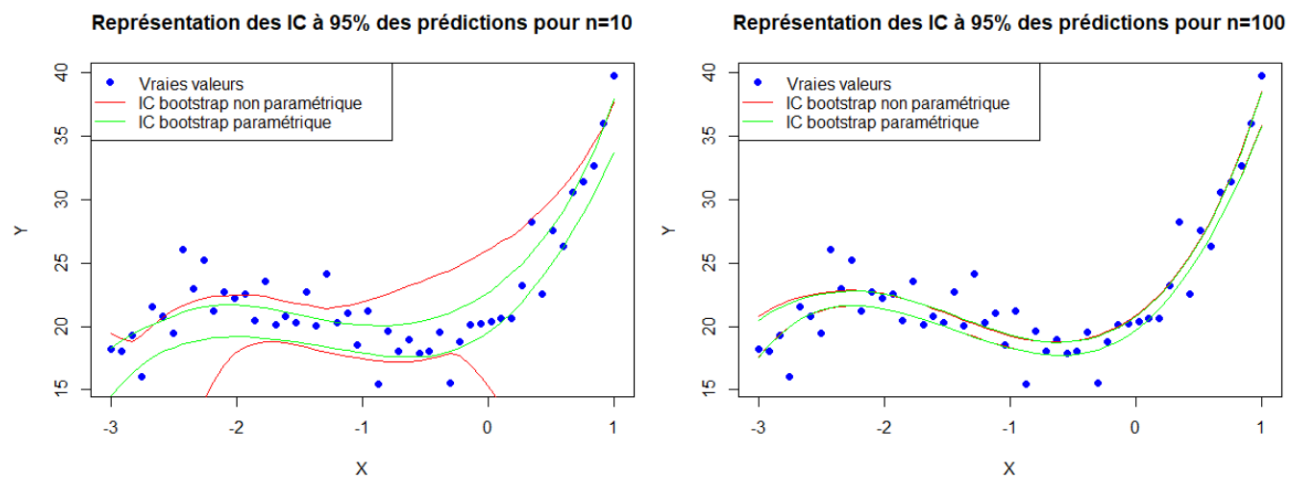 Représentation des IC à 95% des prédictions pour n=10
Vraies valeurs
IC bootstrap non paramétrique
IC bootstrap paramétrique
40
35
30
25
20
15
Y
-3
-2
-1
0
1
X
Représentation des IC à 95% des prédictions pour n=100
Vraies valeurs
IC bootstrap non paramétrique
IC bootstrap paramétrique
40
35
30
25
20
15
Y
-3
-2
-1
0
1
X